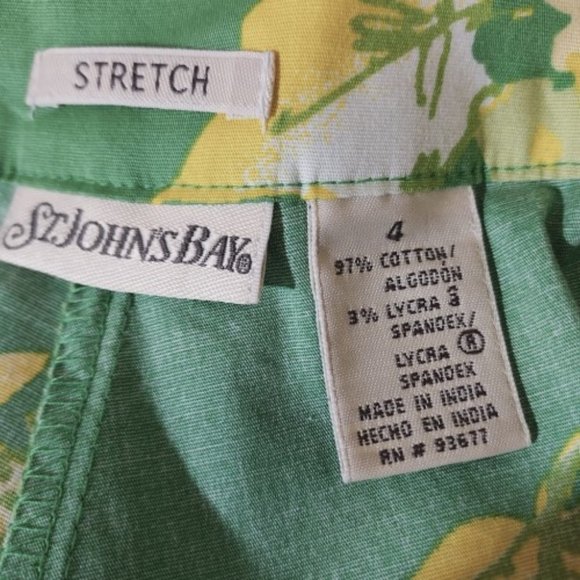 STRETCH
ST. JOHN'S BAY®
4
97% COTTON/
ALGODÓN
3% LYCRA ®
SPANDEX/
LYCRA ®
SPANDEX
MADE IN INDIA
HECHO EN INDIA
RN # 93677